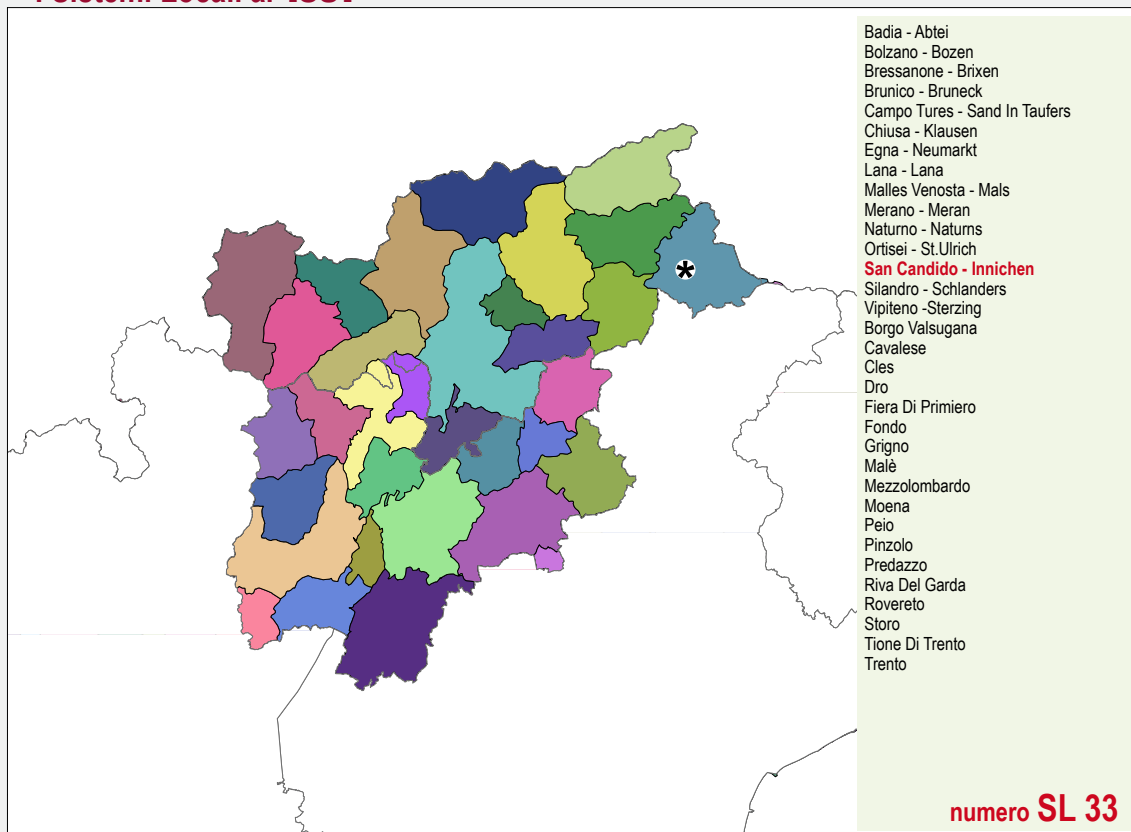 Badia - Abtei
Bolzano - Bozen
Bressanone - Brixen
Brunico - Bruneck
Campo Tures - Sand In Taufers
Chiusa - Klausen
Egna - Neumarkt
Lana - Lana
Malles Venosta - Mals
Merano - Meran
Naturno - Naturns
Ortisei - St.Ulrich
San Candido - Innichen
Silandro - Schlanders
Vipiteno -Sterzing
Borgo Valsugana
Cavalese
Cles
Dro
Fiera Di Primiero
Fondo
Grigno
Malè
Mezzolombardo
Moena
Peio
Pinzolo
Predazzo
Riva Del Garda
Rovereto
Storo
Tione Di Trento
Trento
numero SL 33